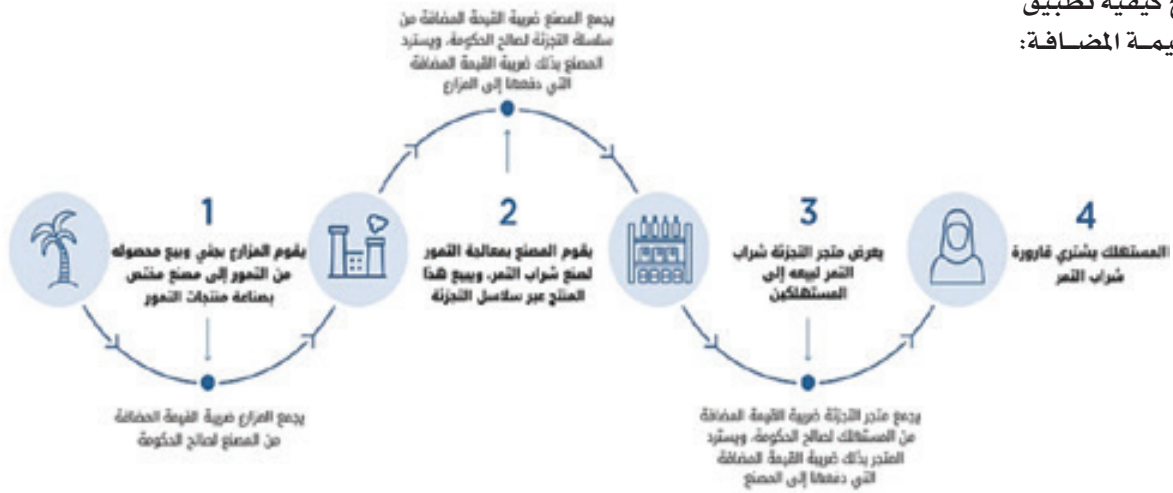 كيفية تطبيق
المضــافة:
يجمع المصنع ضريبة القيمة المضافة من
سلسلة التجزئة لصالح الحكومة، ويسترد
المصنع بذلك ضريبة القيمة المضافة
التي دفعها إلى المزارع
1
يقوم المزارع بجني وبيع محصوله
من التمور إلى مصنع مختص
بصناعة منتجات التمور
2
يقوم المصنع بمعالجة التمور
لصنع شراب التمر، ويبيع هذا
المنتج عبر سلاسل التجزئة
3
يعرض متجر التجزئة شراب
التمر لبيعه إلى
المستهلكين
4
المستهلك يشتري قارورة
شراب التمر
يجمع المزارع ضريبة القيمة المضافة
من المصنع لصالح الحكومة
يجمع متجر التجزئة ضريبة القيمة المضافة
من المستهلك لصالح الحكومة، ويسترد
المتجر بذلك ضريبة القيمة المضافة
التي دفعها إلى المصنع